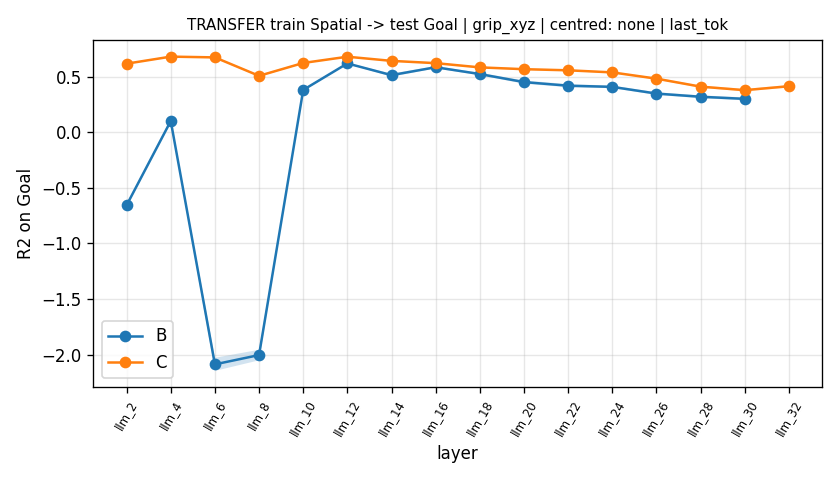 TRANSFER train Spatial -> test Goal | grip_xyz | centred: none | last_tok
R2 on Goal
0.5
0.0
−0.5
−1.0
−1.5
−2.0
B
C
llm_2
llm_4
llm_6
llm_8
llm_10
llm_12
llm_14
llm_16
llm_18
llm_20
llm_22
llm_24
llm_26
llm_28
llm_30
llm_32
layer